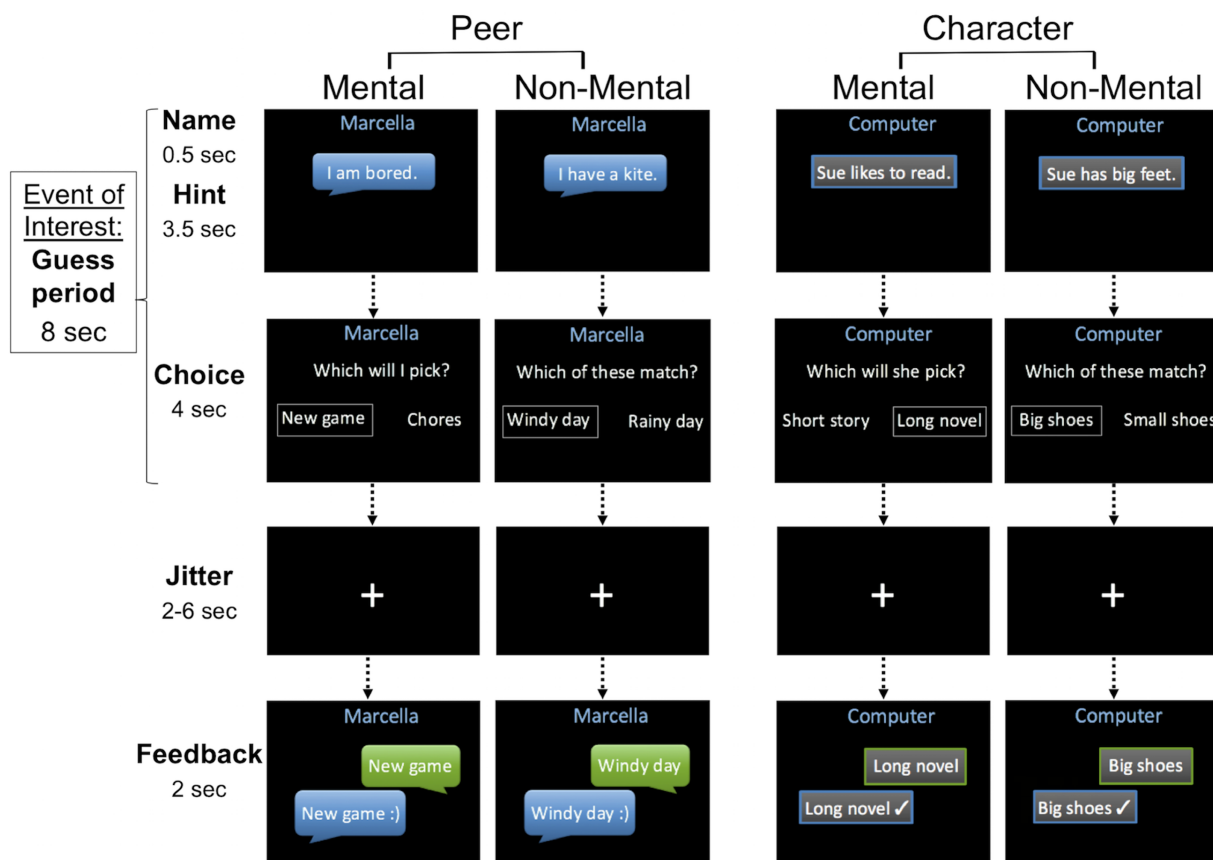 Peer
Character
Mental
Non-Mental
Mental
Non-Mental
Name
0.5 sec
Hint
3.5 sec
Event of
Interest:
Guess
period
8 sec
Marcella
I am bored.
Marcella
I have a kite.
Computer
Sue likes to read.
Computer
Sue has big feet.
Choice
4 sec
Marcella
Which will I pick?
New game
Chores
Marcella
Which of these match?
Windy day
Rainy day
Computer
Which will she pick?
Short story
Long novel
Computer
Which of these match?
Big shoes
Small shoes
Jitter
2-6 sec
+
+
+
+
Feedback
2 sec
Marcella
New game
New game :)
Marcella
Windy day
Windy day :)
Computer
Long novel
Long novel ✓
Computer
Big shoes
Big shoes ✓